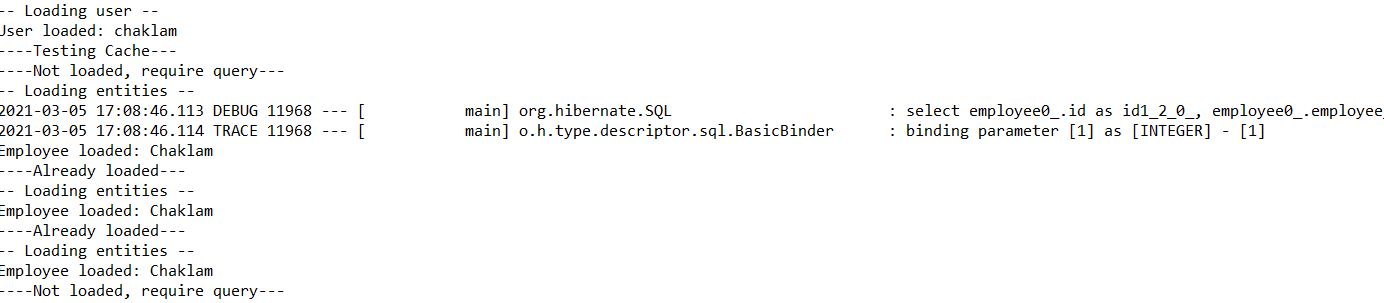 -- Loading user --
User loaded: chaklam
----Testing Cache---
----Not loaded, require query---
-- Loading entities --
2021-03-05 17:08:46.113 DEBUG 11968 --- [           main] org.hibernate.SQL                        : select employee0_.id as id1_2_0_, employee0_.employee_
2021-03-05 17:08:46.114 TRACE 11968 --- [           main] o.h.type.descriptor.sql.BasicBinder      : binding parameter [1] as [INTEGER] - [1]
Employee loaded: Chaklam
----Already loaded---
-- Loading entities --
Employee loaded: Chaklam
----Already loaded---
-- Loading entities --
Employee loaded: Chaklam
----Not loaded, require query---